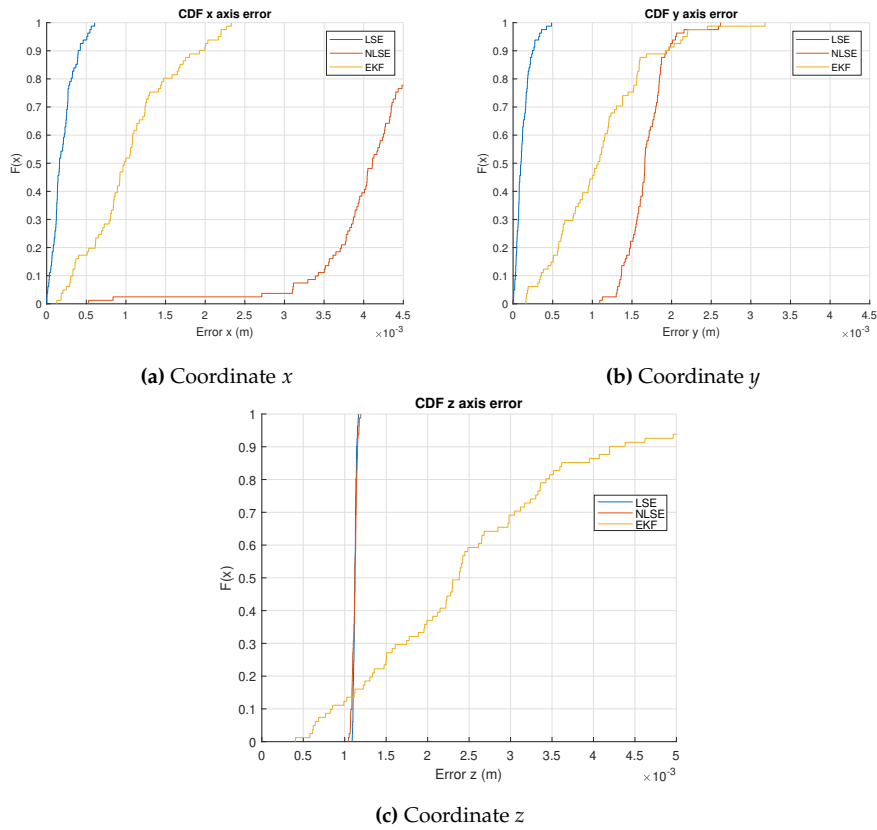 CDF x axis error
1
0.9
0.8
0.7
0.6
0.5
0.4
0.3
0.2
0.1
0
F(x)
LSE
NLSE
EKF
0 0.5 1 1.5 2 2.5 3 3.5 4 4.5
Error x (m)
×10⁻³
(a) Coordinate x
CDF y axis error
1
0.9
0.8
0.7
0.6
0.5
0.4
0.3
0.2
0.1
0
F(x)
LSE
NLSE
EKF
0 0.5 1 1.5 2 2.5 3 3.5 4 4.5
Error y (m)
×10⁻³
(b) Coordinate y
CDF z axis error
1
0.9
0.8
0.7
0.6
0.5
0.4
0.3
0.2
0.1
0
F(x)
LSE
NLSE
EKF
0 0.5 1 1.5 2 2.5 3 3.5 4 4.5 5
Error z (m)
×10⁻³
(c) Coordinate z